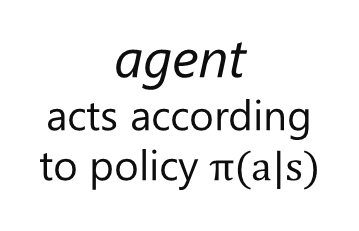 agent
acts according
to policy π(a|s)